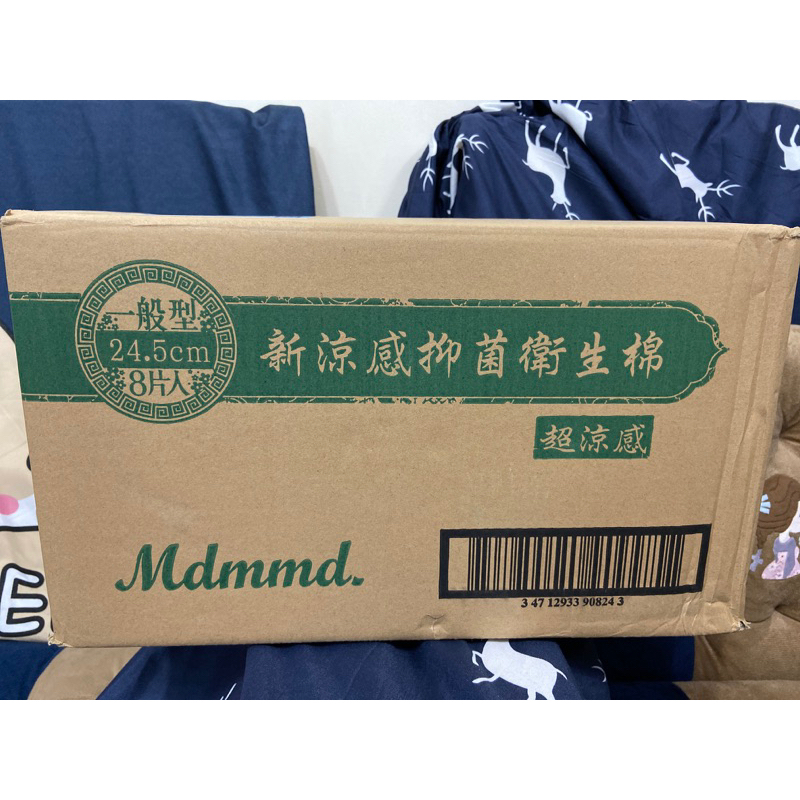 一般型
24.5cm
8片入
新涼感抑菌衛生棉
超涼感
Mdmmd.
3 47 12933 90824 3
E